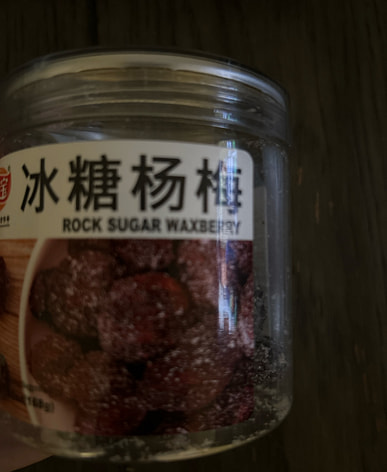 冰糖杨梅
ROCK SUGAR WAXBERRY